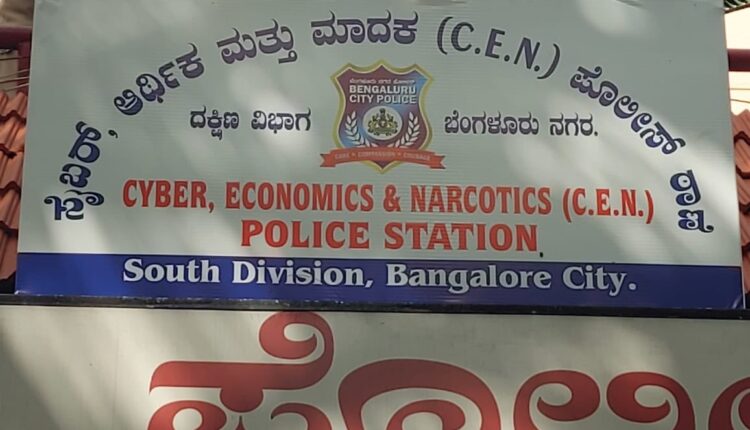 ಸೈಬರ್, ಆರ್ಥಿಕ ಮತ್ತು ಮಾದಕ (C.E.N.) ಪೊಲೀಸ್ ಠಾಣೆ
ದಕ್ಷಿಣ ವಿಭಾಗ
ಬೆಂಗಳೂರು ನಗರ ಪೊಲೀಸ್
BENGALURU
CITY POLICE
CARE • COMPASSION • COURAGE
ಬೆಂಗಳೂರು ನಗರ.
CYBER, ECONOMICS & NARCOTICS (C.E.N.)
POLICE STATION
South Division, Bangalore City.